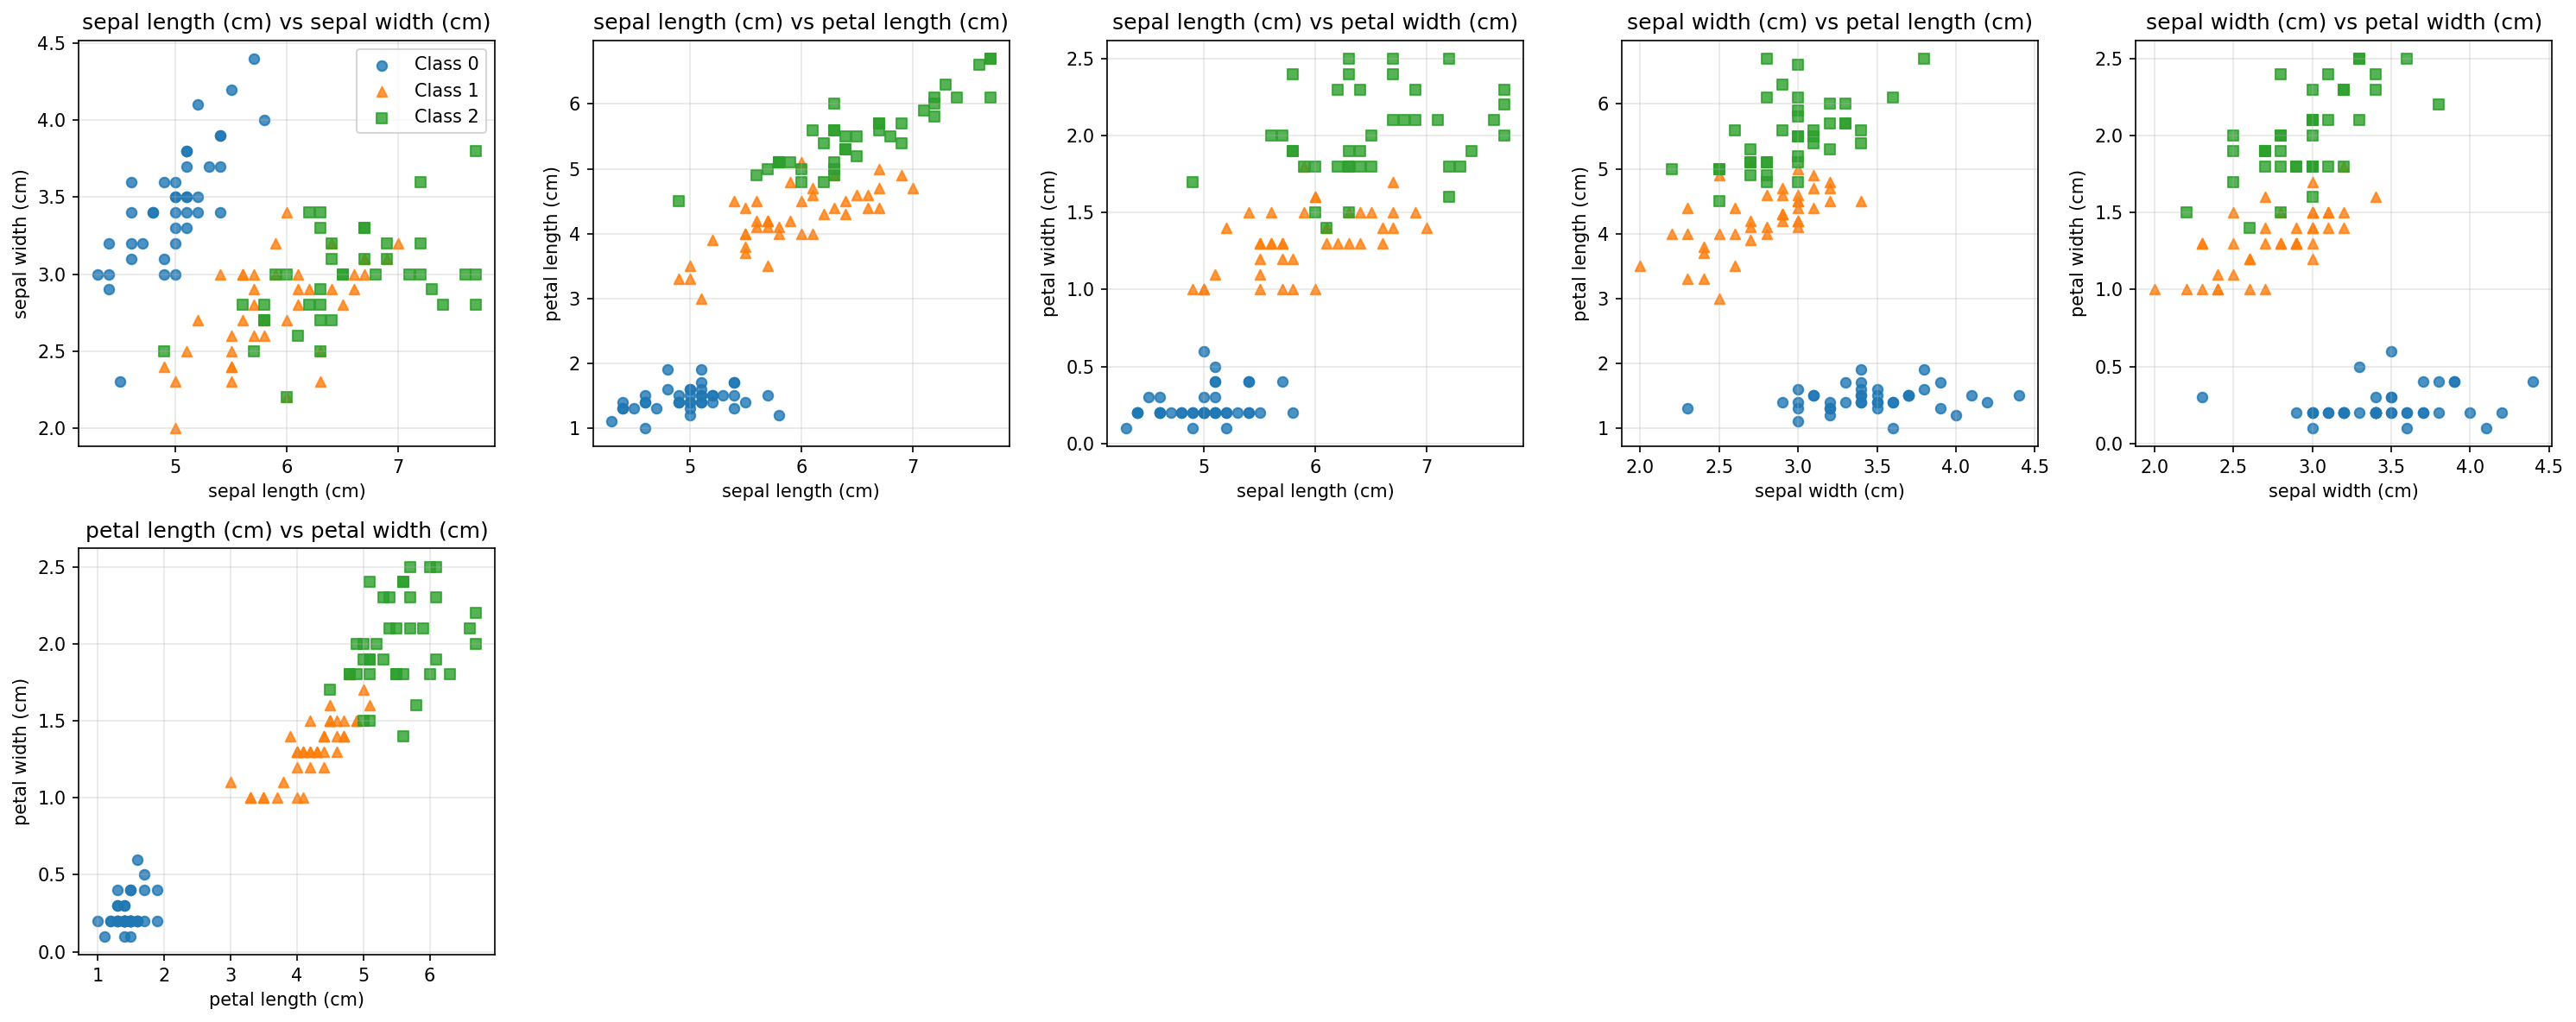 sepal length (cm) vs sepal width (cm)
4.5
4.0
3.5
3.0
2.5
2.0
sepal width (cm)
Class 0
Class 1
Class 2
5 6 7
sepal length (cm)
sepal length (cm) vs petal length (cm)
6
5
4
3
2
1
petal length (cm)
5 6 7
sepal length (cm)
sepal length (cm) vs petal width (cm)
2.5
2.0
1.5
1.0
0.5
0.0
petal width (cm)
5 6 7
sepal length (cm)
sepal width (cm) vs petal length (cm)
6
5
4
3
2
1
petal length (cm)
2.0 2.5 3.0 3.5 4.0 4.5
sepal width (cm)
sepal width (cm) vs petal width (cm)
2.5
2.0
1.5
1.0
0.5
0.0
petal width (cm)
2.0 2.5 3.0 3.5 4.0 4.5
sepal width (cm)
petal length (cm) vs petal width (cm)
2.5
2.0
1.5
1.0
0.5
0.0
petal width (cm)
1 2 3 4 5 6
petal length (cm)